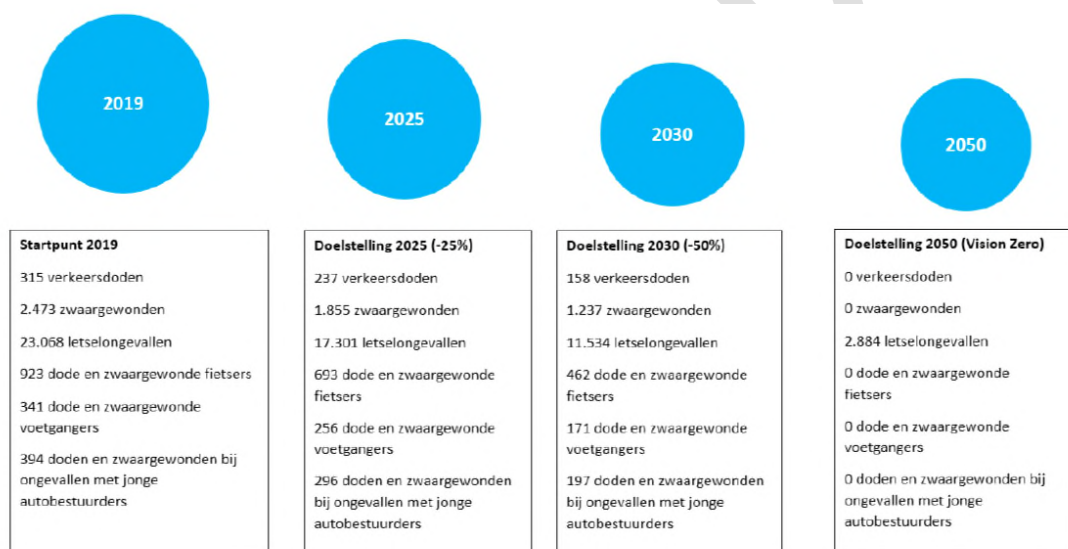 2019
2025
2030
2050
Startpunt 2019
315 verkeersdoden
2.473 zwaargewonden
23.068 letselongevallen
923 dode en zwaargewonde fietsers
341 dode en zwaargewonde
voetgangers
394 doden en zwaargewonden bij
ongevallen met jonge
autobestuurders
Doelstelling 2025 (-25%)
237 verkeersdoden
1.855 zwaargewonden
17.301 letselongevallen
693 dode en zwaargewonde
fietsers
256 dode en zwaargewonde
voetgangers
296 doden en zwaargewonden
bij ongevallen met jonge
autobestuurders
Doelstelling 2030 (-50%)
158 verkeersdoden
1.237 zwaargewonden
11.534 letselongevallen
462 dode en zwaargewonde
fietsers
171 dode en zwaargewonde
voetgangers
197 doden en zwaargewonden
bij ongevallen met jonge
autobestuurders
Doelstelling 2050 (Vision Zero)
0 verkeersdoden
0 zwaargewonden
2.884 letselongevallen
0 dode en zwaargewonde
fietsers
0 dode en zwaargewonde
voetgangers
0 doden en zwaargewonden bij
ongevallen met jonge
autobestuurders